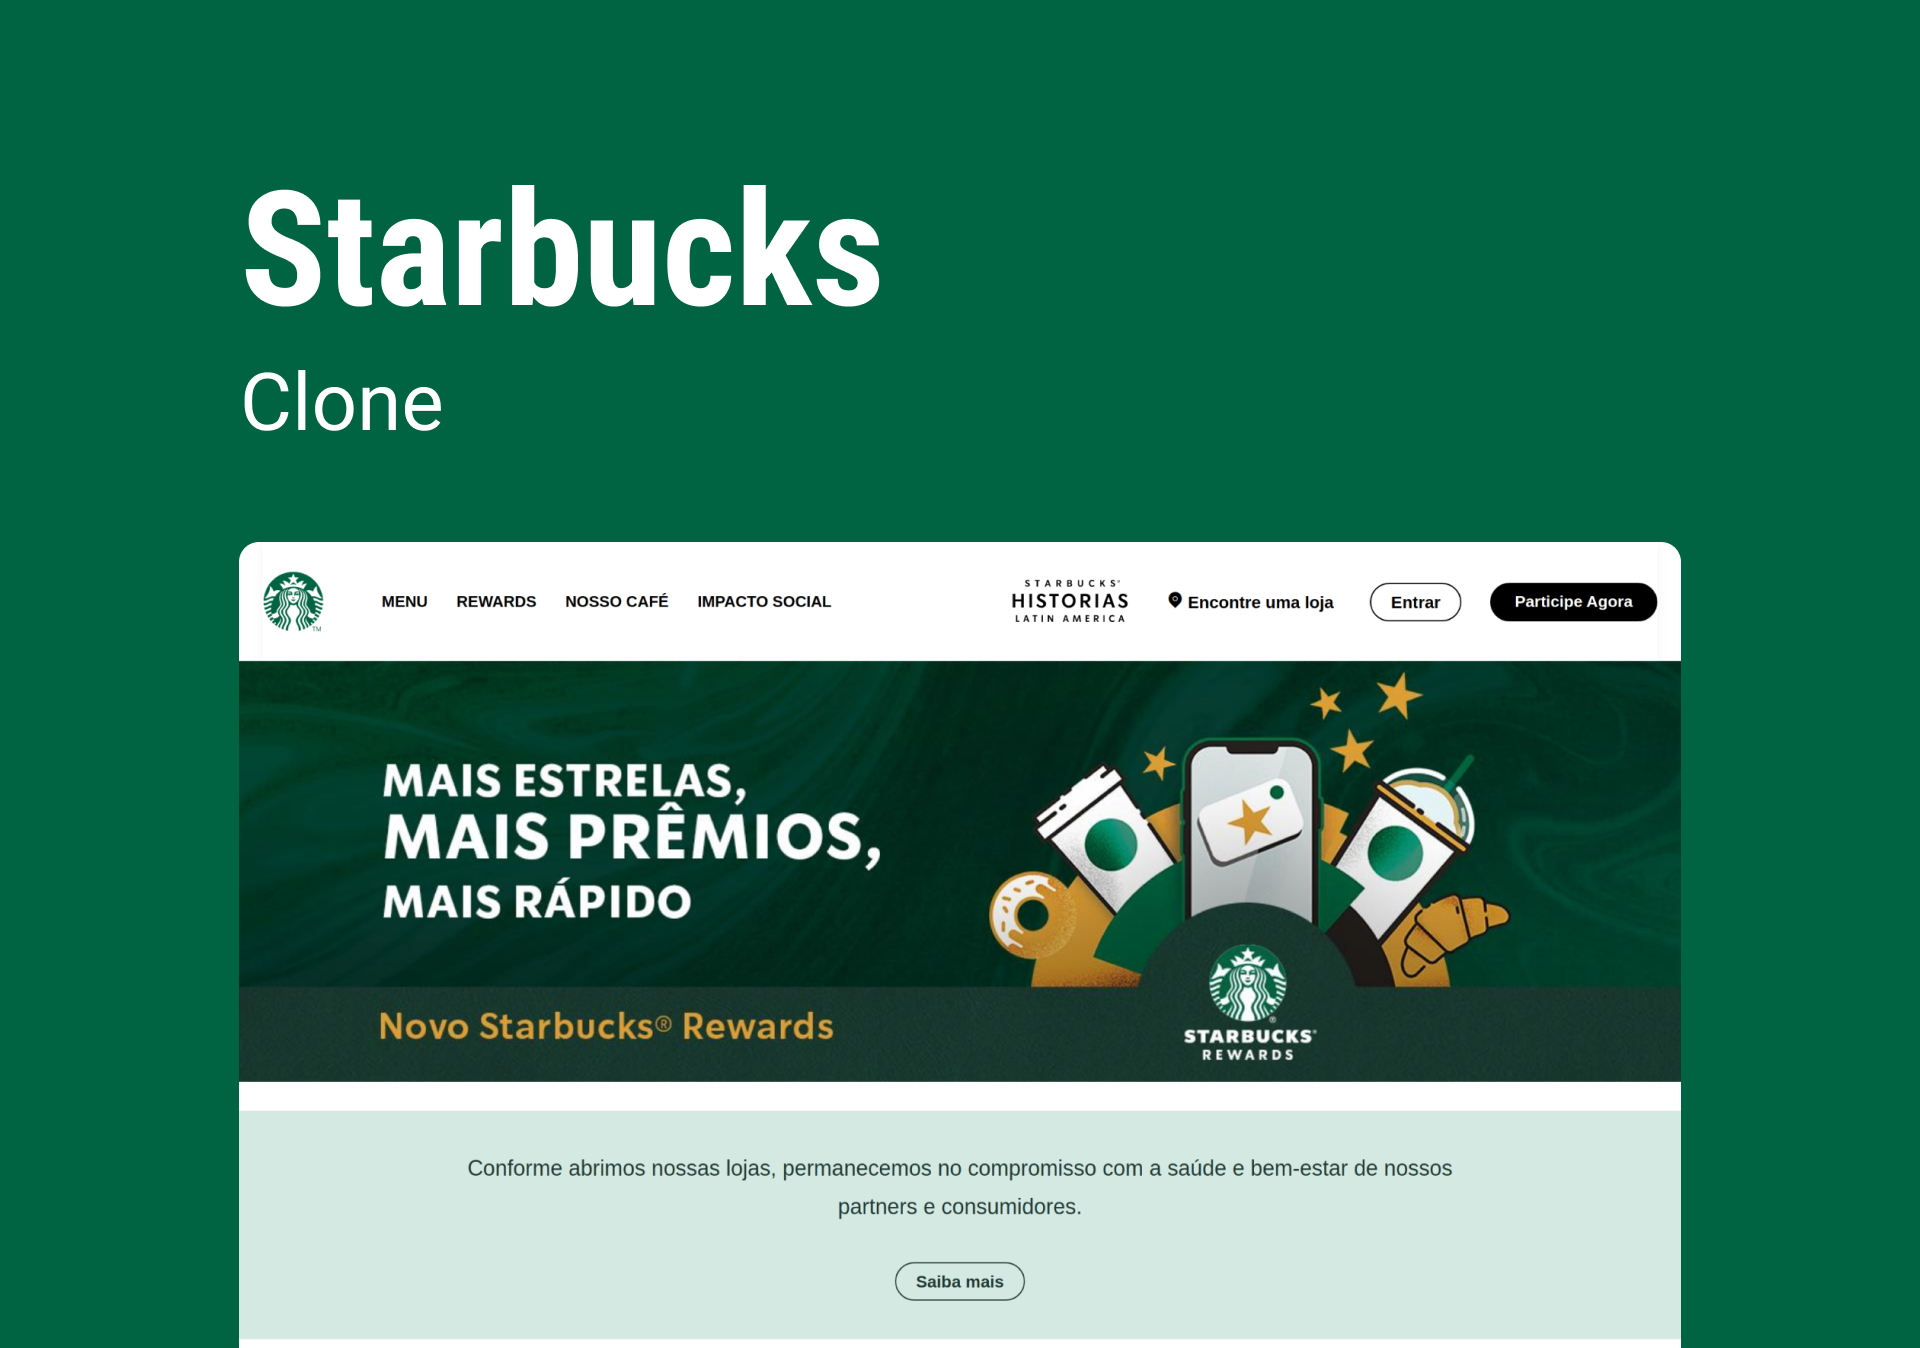 Starbucks
Clone
TM
MENU REWARDS NOSSO CAFÉ IMPACTO SOCIAL
STARBUCKS®
HISTORIAS
LATIN AMERICA
Encontre uma loja
Entrar
Participe Agora
MAIS ESTRELAS,
MAIS PRÊMIOS,
MAIS RÁPIDO
Novo Starbucks® Rewards
®
STARBUCKS®
REWARDS
Conforme abrimos nossas lojas, permanecemos no compromisso com a saúde e bem-estar de nossos
partners e consumidores.
Saiba mais